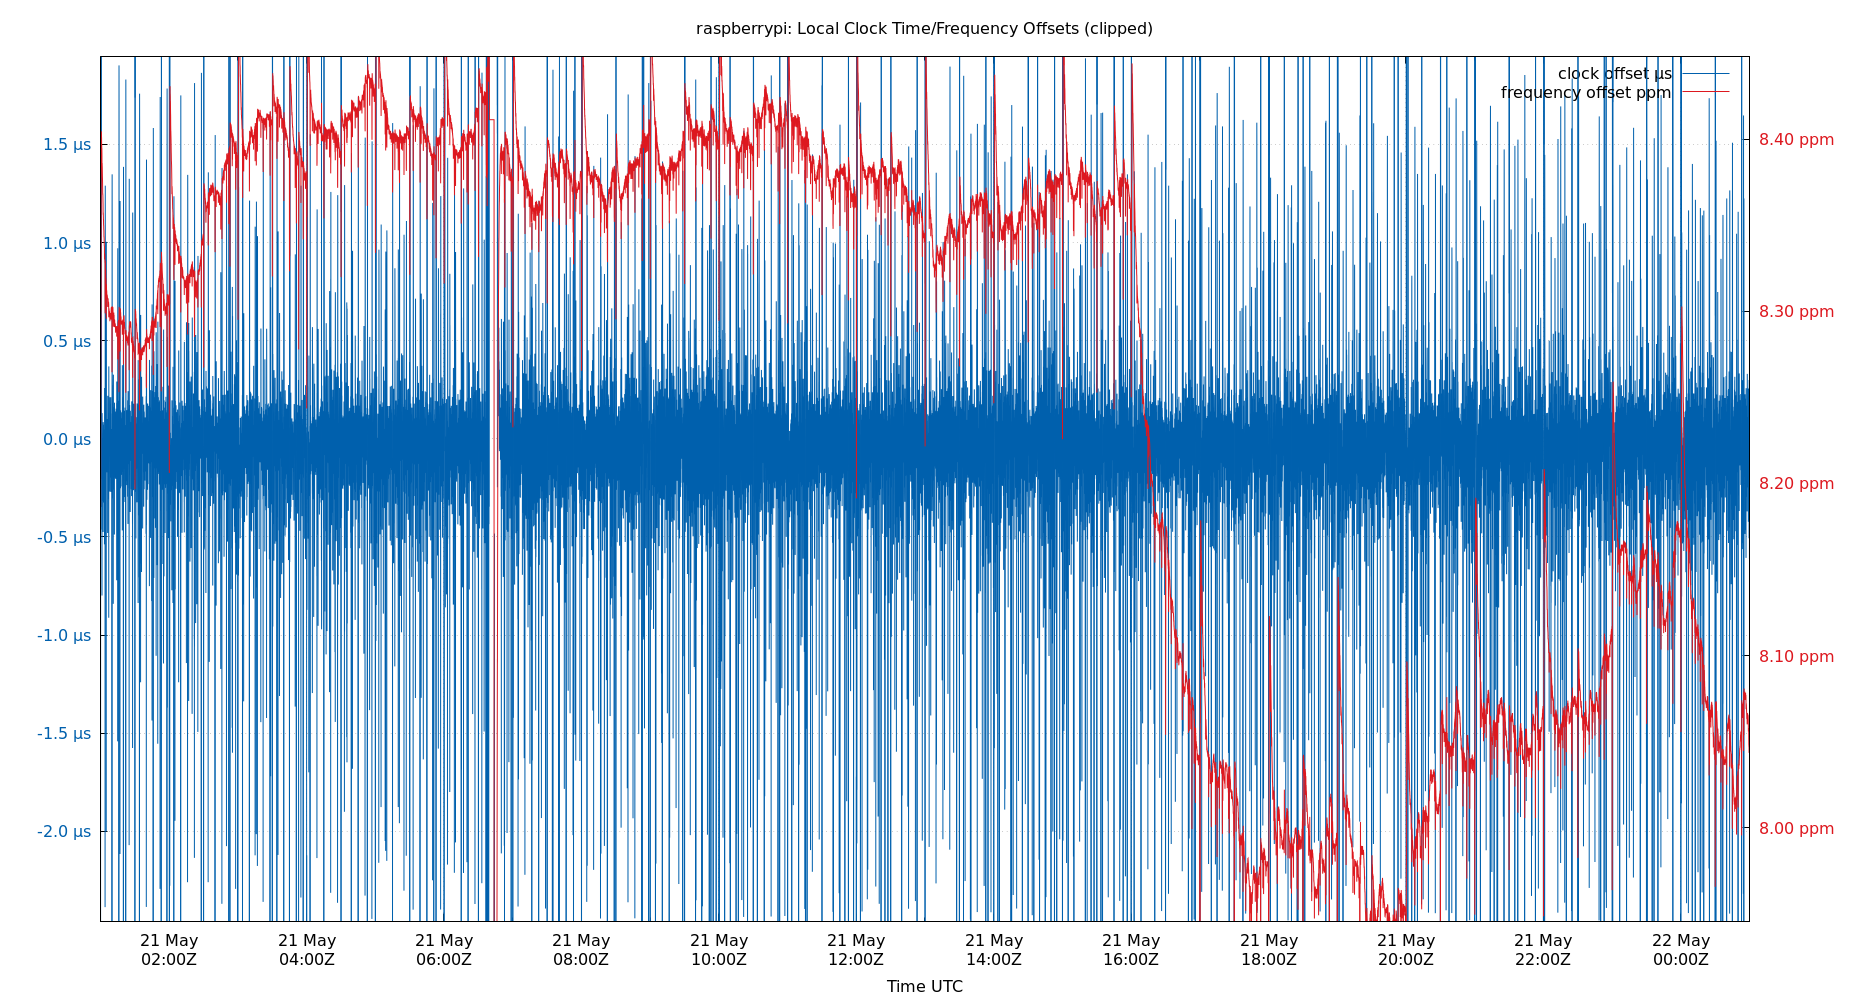 raspberrypi: Local Clock Time/Frequency Offsets (clipped)
clock offset µs
frequency offset ppm
1.5 µs
1.0 µs
0.5 µs
0.0 µs
-0.5 µs
-1.0 µs
-1.5 µs
-2.0 µs
8.40 ppm
8.30 ppm
8.20 ppm
8.10 ppm
8.00 ppm
21 May 21 May 21 May 21 May 21 May 21 May 21 May 21 May 21 May 21 May 21 May 22 May
02:00Z 04:00Z 06:00Z 08:00Z 10:00Z 12:00Z 14:00Z 16:00Z 18:00Z 20:00Z 22:00Z 00:00Z
Time UTC